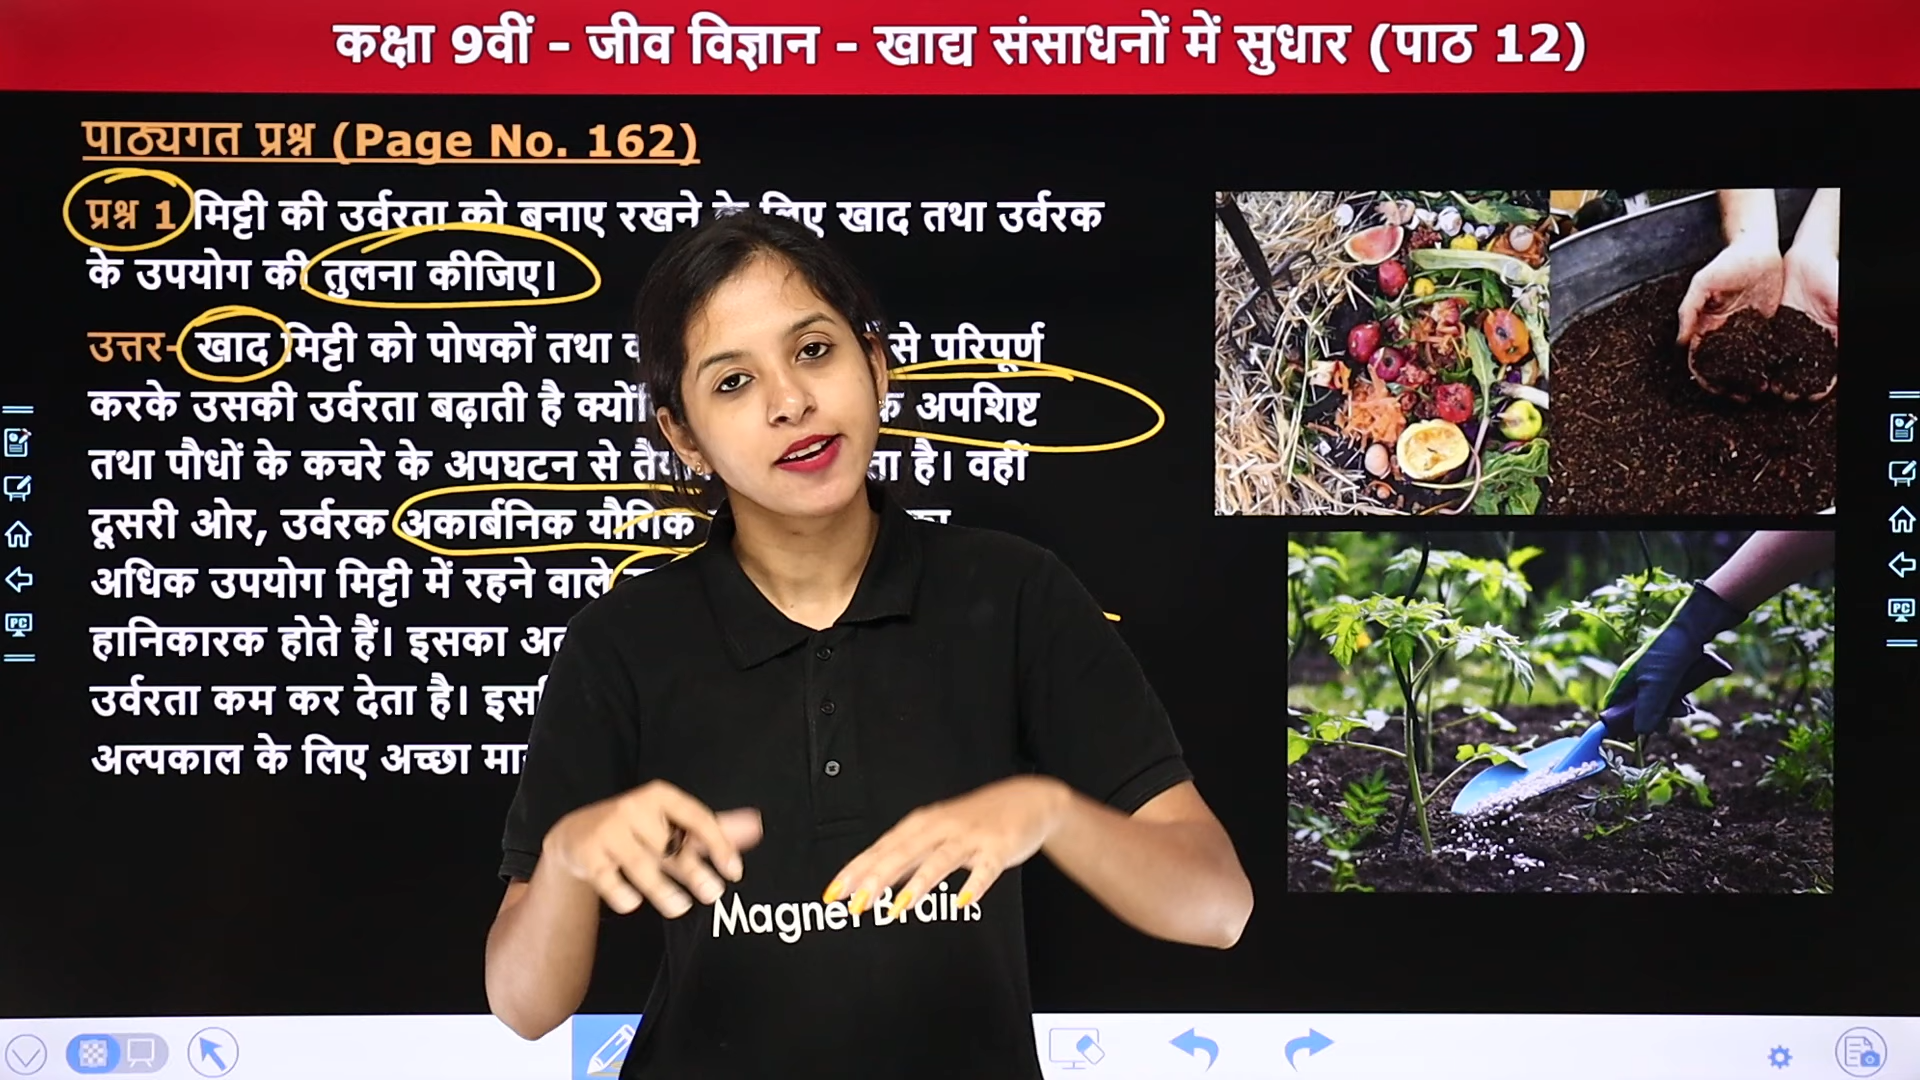 कक्षा 9वीं - जीव विज्ञान - खाद्य संसाधनों में सुधार (पाठ 12)
पाठ्यगत प्रश्न (Page No. 162)
प्रश्न 1 मिट्टी की उर्वरता को बनाए रखने के लिए खाद तथा उर्वरक
के उपयोग की तुलना कीजिए।
उत्तर- खाद मिट्टी को पोषकों तथा से परिपूर्ण
करके उसकी उर्वरता बढ़ाती है अपशिष्ट
तथा पौधों के कचरे के अपघटन से है। वहीं
दूसरी ओर, उर्वरक अकार्बनिक यौगिक
अधिक उपयोग मिट्टी में रहने वाले
हानिकारक होते हैं। इसका
उर्वरता कम कर देता है।
अल्पकाल के लिए अच्छा
Magnet Brains
PC
PC